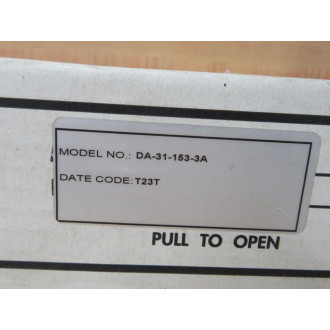 MODEL NO.: DA-31-153-3A
DATE CODE: T23T
PULL TO OPEN